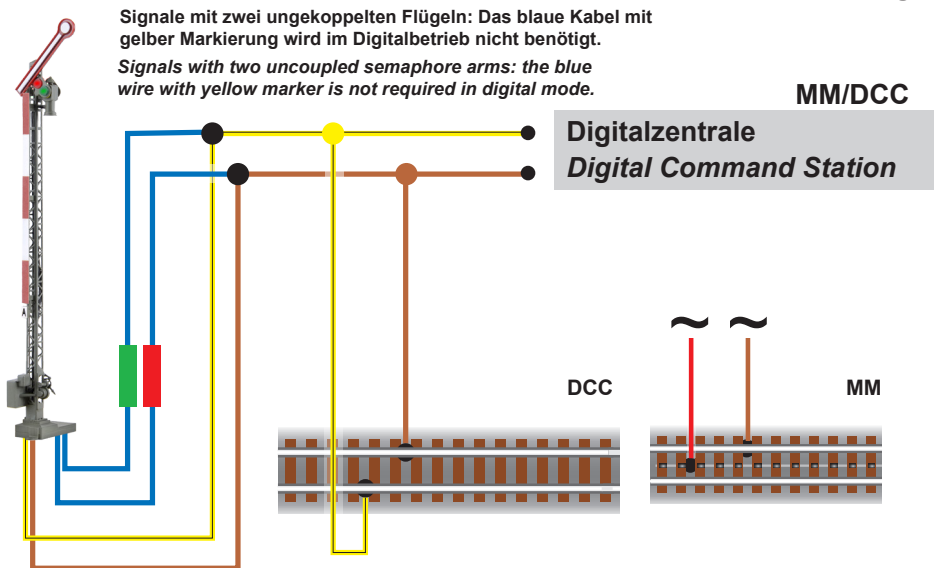 Signale mit zwei ungekoppelten Flügeln: Das blaue Kabel mit
gelber Markierung wird im Digitalbetrieb nicht benötigt.
Signals with two uncoupled semaphore arms: the blue
wire with yellow marker is not required in digital mode.
MM/DCC
Digitalzentrale
Digital Command Station
A
~ ~
DCC
MM